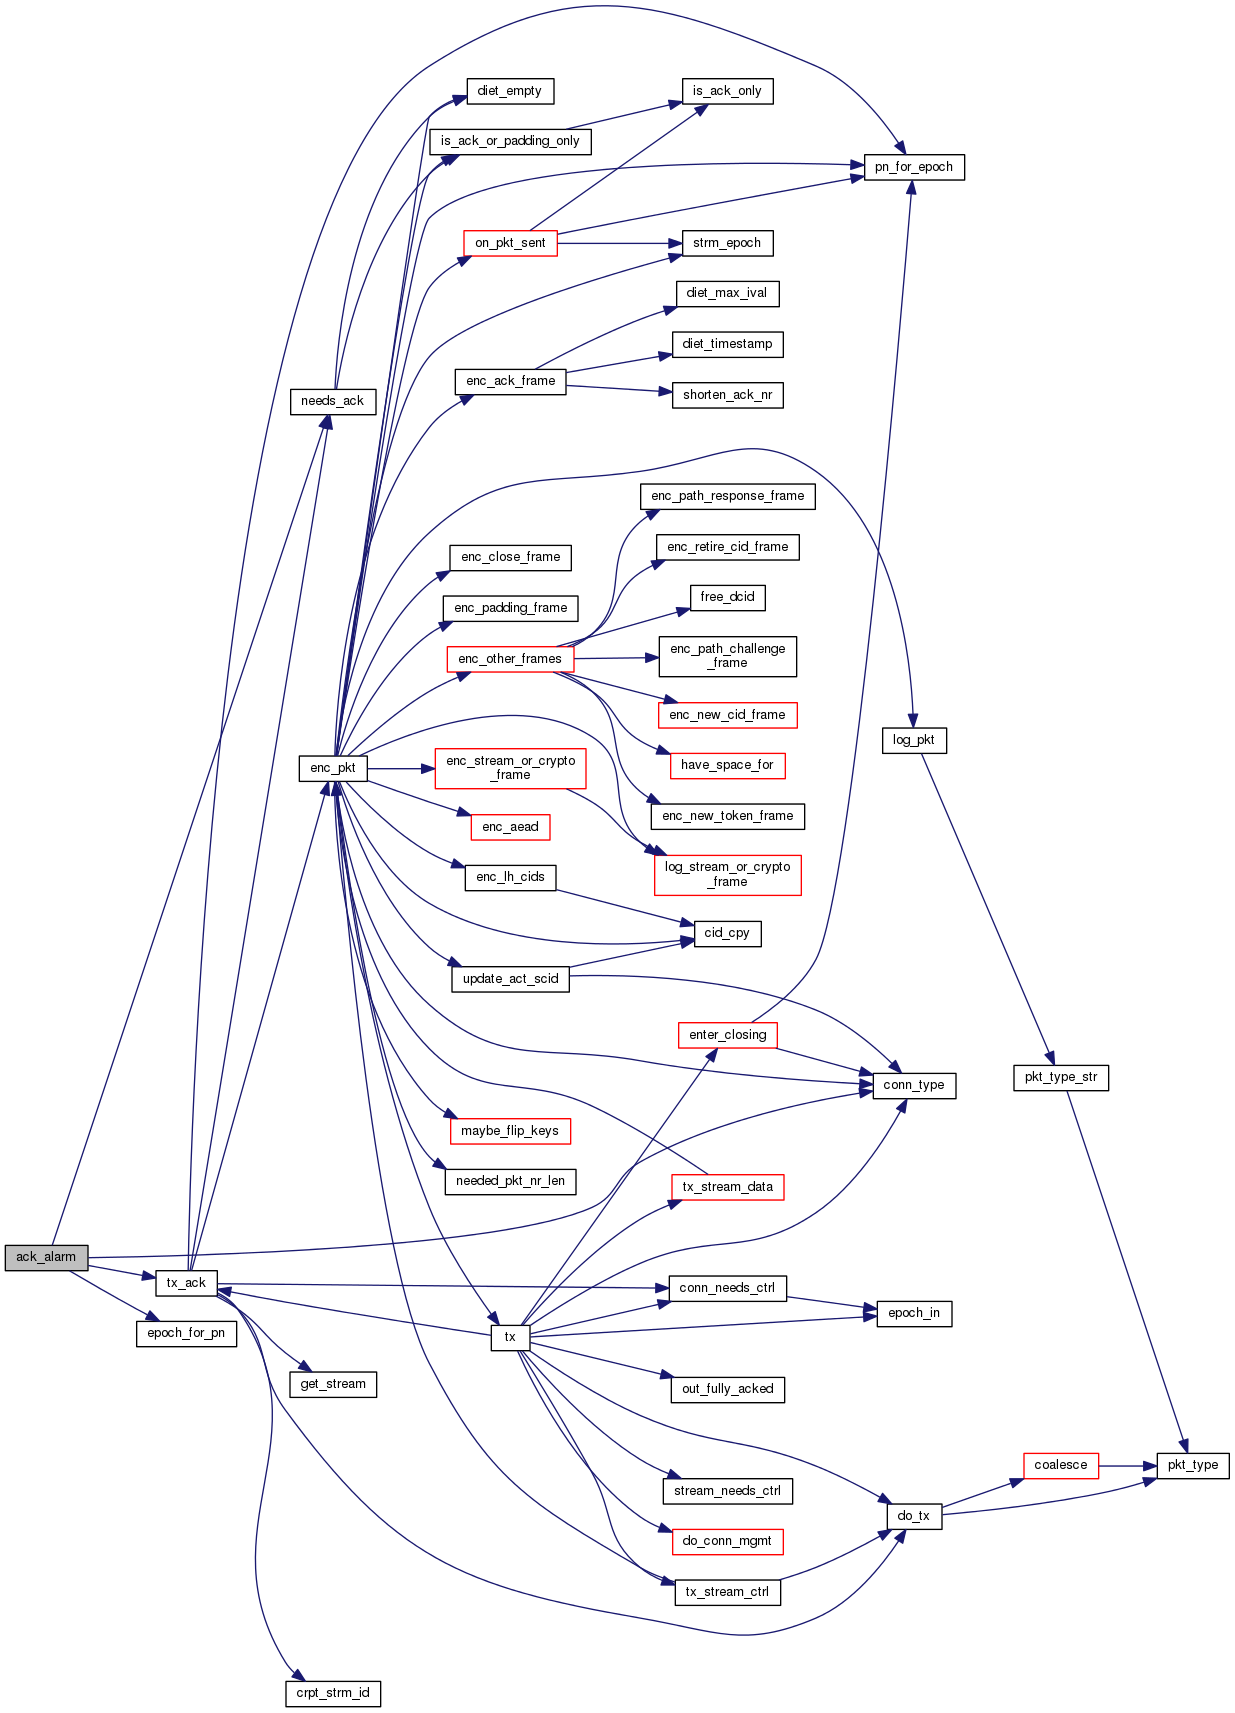 diet_empty
is_ack_only
is_ack_or_padding_only
pn_for_epoch
on_pkt_sent
strm_epoch
diet_max_ival
diet_timestamp
enc_ack_frame
shorten_ack_nr
needs_ack
enc_path_response_frame
enc_retire_cid_frame
enc_close_frame
free_dcid
enc_padding_frame
enc_other_frames
enc_path_challenge
_frame
enc_new_cid_frame
log_pkt
have_space_for
enc_pkt
enc_stream_or_crypto
_frame
enc_new_token_frame
enc_aead
log_stream_or_crypto
_frame
enc_lh_cids
cid_cpy
update_act_scid
enter_closing
pkt_type_str
conn_type
maybe_flip_keys
needed_pkt_nr_len
tx_stream_data
ack_alarm
tx_ack
conn_needs_ctrl
epoch_in
epoch_for_pn
tx
get_stream
out_fully_acked
coalesce
pkt_type
stream_needs_ctrl
do_tx
do_conn_mgmt
tx_stream_ctrl
crpt_strm_id